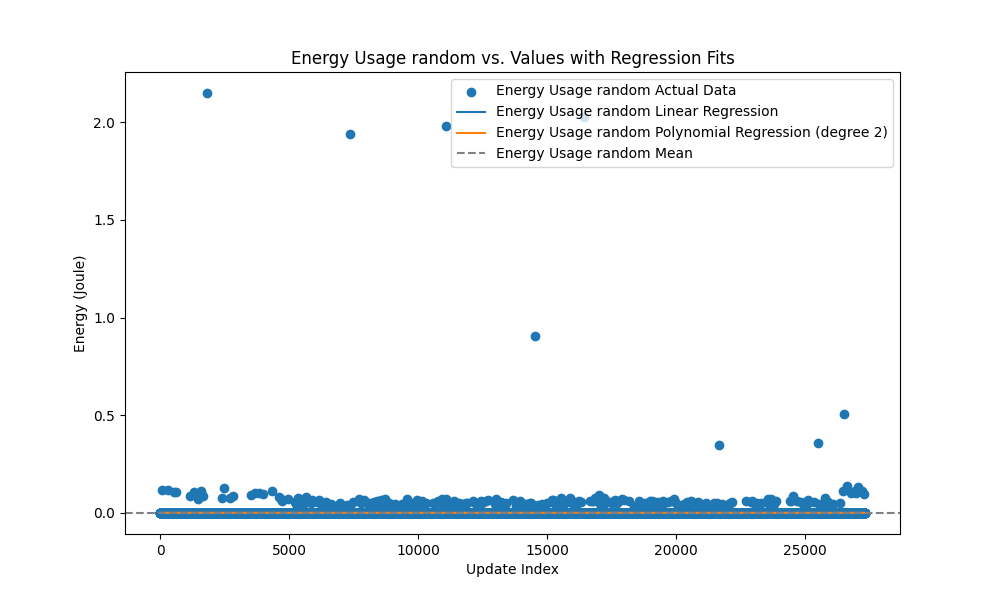 Energy Usage random vs. Values with Regression Fits
Energy Usage random Actual Data
Energy Usage random Linear Regression
Energy Usage random Polynomial Regression (degree 2)
Energy Usage random Mean
Energy (Joule)
2.0
1.5
1.0
0.5
0.0
0
5000
10000
15000
20000
25000
Update Index